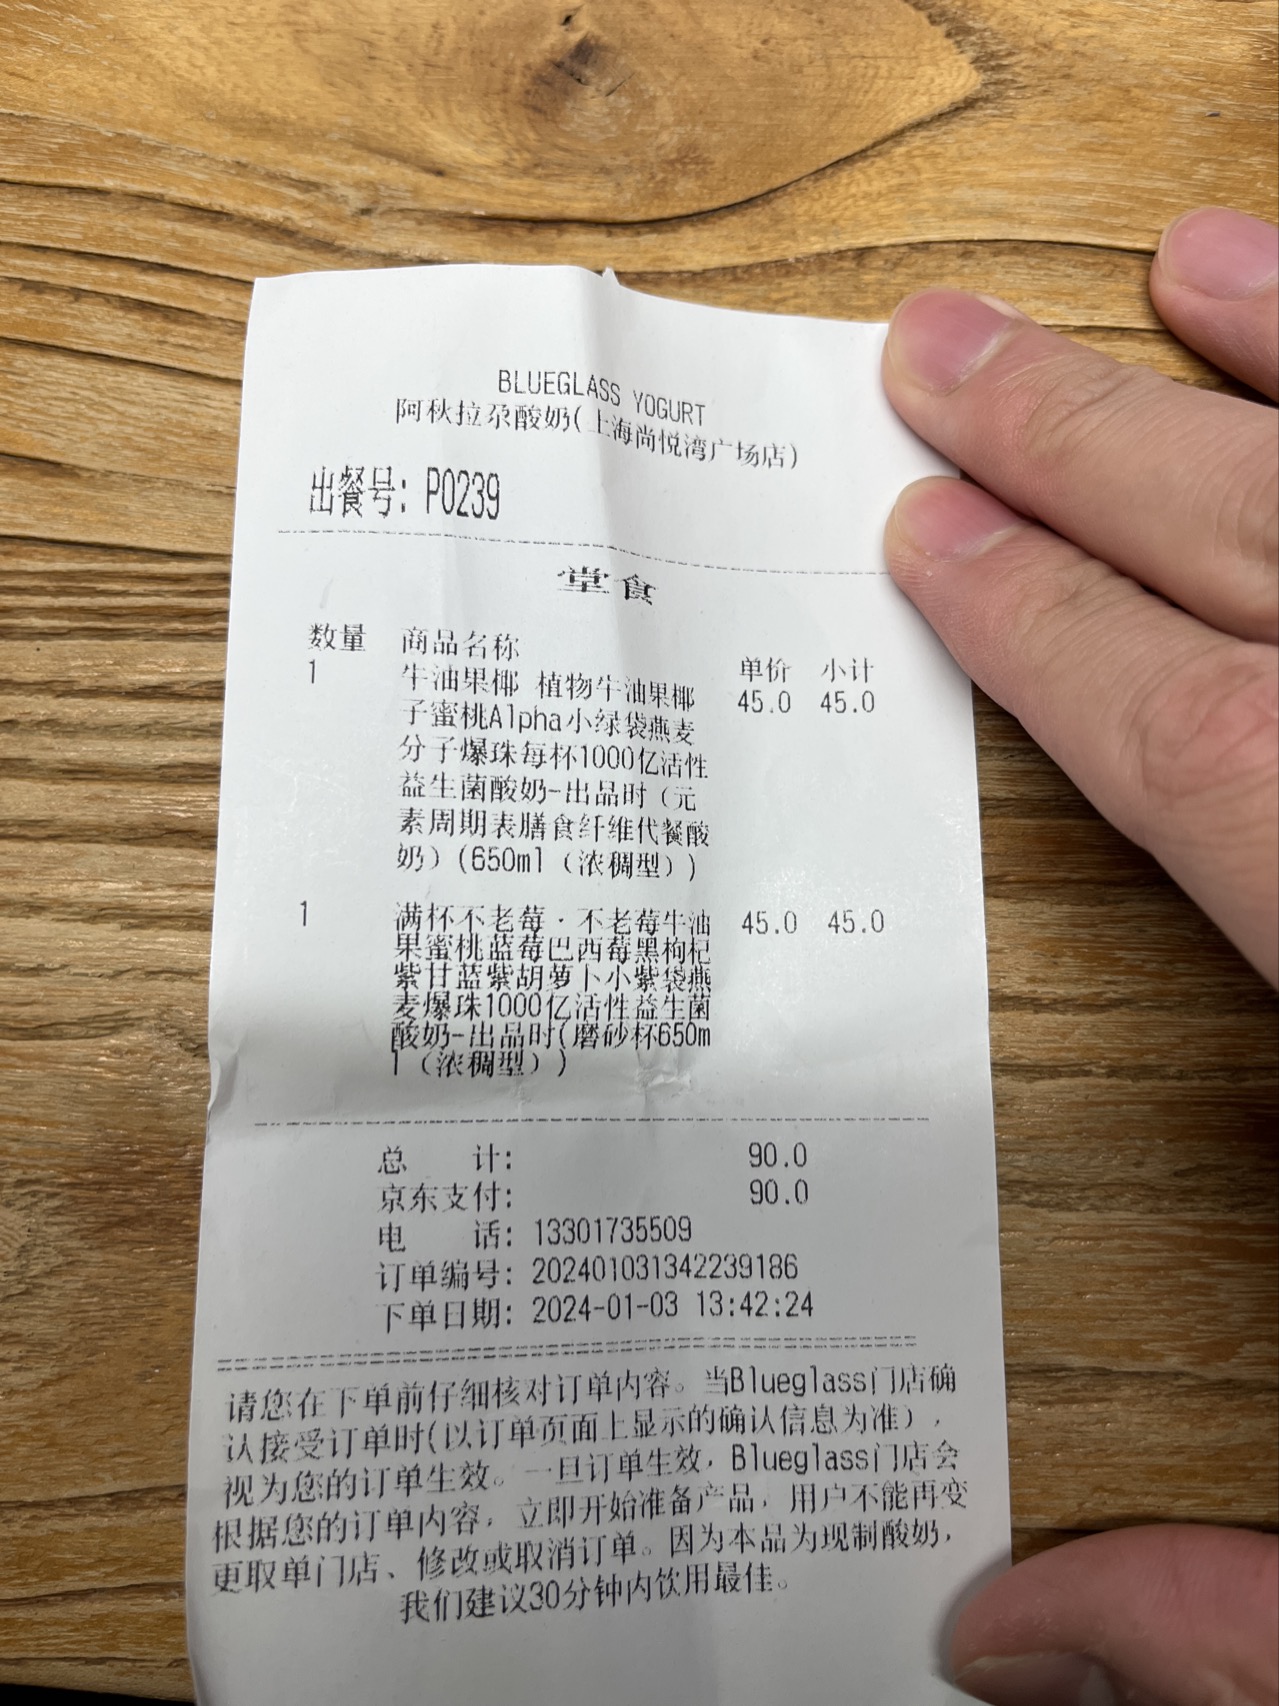 BLUEGLASS YOGURT
阿秋拉尕酸奶(上海尚悦湾广场店)
出餐号: P0239
堂食
数量 商品名称 单价 小计
1 牛油果椰 植物牛油果椰 45.0 45.0
子蜜桃Alpha小绿袋燕麦
分子爆珠每杯1000亿活性
益生菌酸奶-出品时（元
素周期表膳食纤维代餐酸
奶）(650ml（浓稠型）)
1 满杯不老莓·不老莓牛油 45.0 45.0
果蜜桃蓝莓巴西莓黑枸杞
紫甘蓝紫胡萝卜小紫袋燕
麦爆珠1000亿活性益生菌
酸奶-出品时(磨砂杯650m
l（浓稠型）)
总 计: 90.0
京东支付: 90.0
电 话: 13301735509
订单编号: 202401031342239186
下单日期: 2024-01-03 13:42:24
请您在下单前仔细核对订单内容。当Blueglass门店确
认接受订单时(以订单页面上显示的确认信息为准)，
视为您的订单生效。一旦订单生效，Blueglass门店会
根据您的订单内容，立即开始准备产品，用户不能再变
更取单门店、修改或取消订单。因为本品为现制酸奶，
我们建议30分钟内饮用最佳。